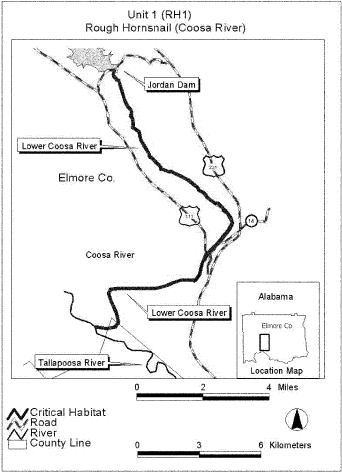 Unit 1 (RH1)
Rough Hornsnail (Coosa River)
Jordan Dam
Lower Coosa River
Elmore Co.
231
111
14
Coosa River
Lower Coosa River
Tallapoosa River
Alabama
Elmore Co.
Location Map
0 2 4 Miles
Critical Habitat
Road
River
County Line
0 3 6 Kilometers